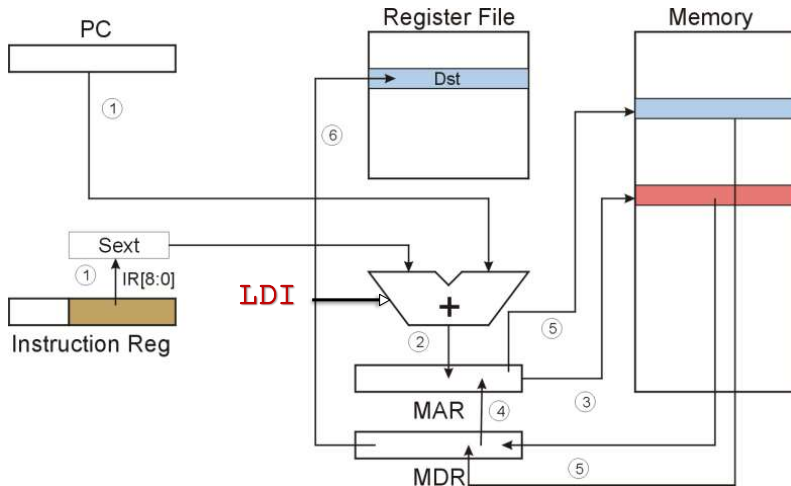 PC
Register File
Memory
Dst
①
⑥
Sext
①
IR[8:0]
LDI
+
Instruction Reg
②
⑤
③
MAR
④
MDR
⑤